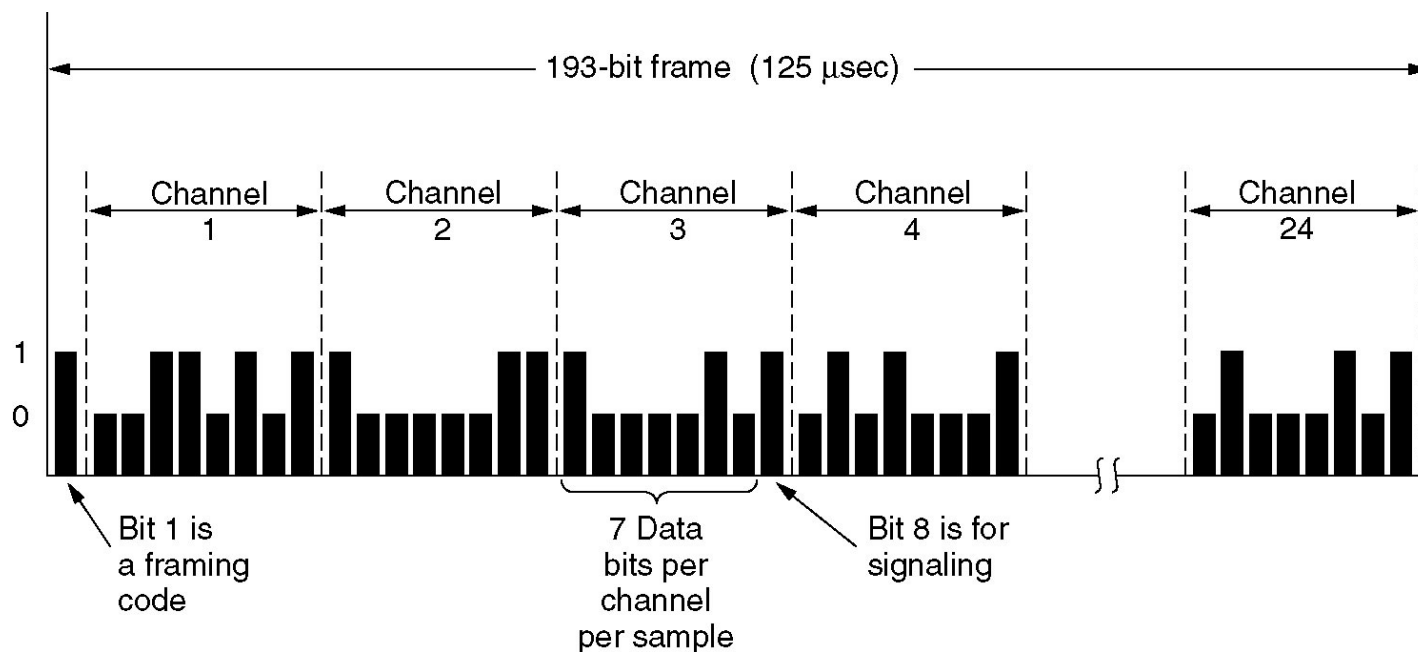 193-bit frame (125 μsec)
Channel
1
Channel
2
Channel
3
Channel
4
Channel
24
1
0
Bit 1 is
a framing
code
7 Data
bits per
channel
per sample
Bit 8 is for
signaling